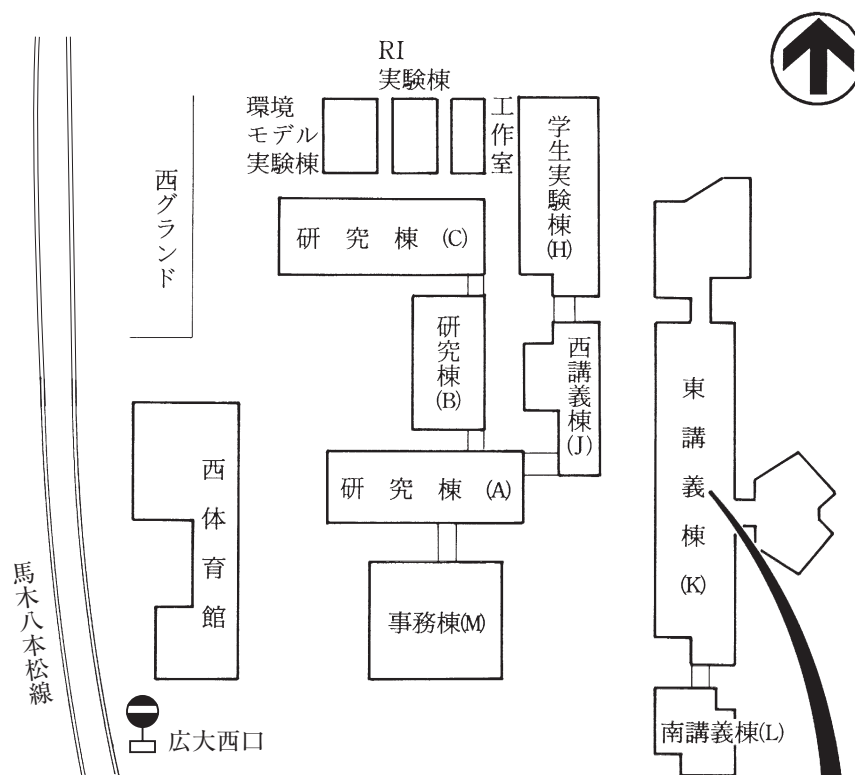 RI
実験棟
環境
モデル
実験棟
工作室
学生実験棟(H)
西グランド
研究棟(C)
研究棟(B)
西講義棟(J)
東講義棟(K)
研究棟(A)
西体育館
事務棟(M)
馬木八本松線
広大西口
南講義棟(L)